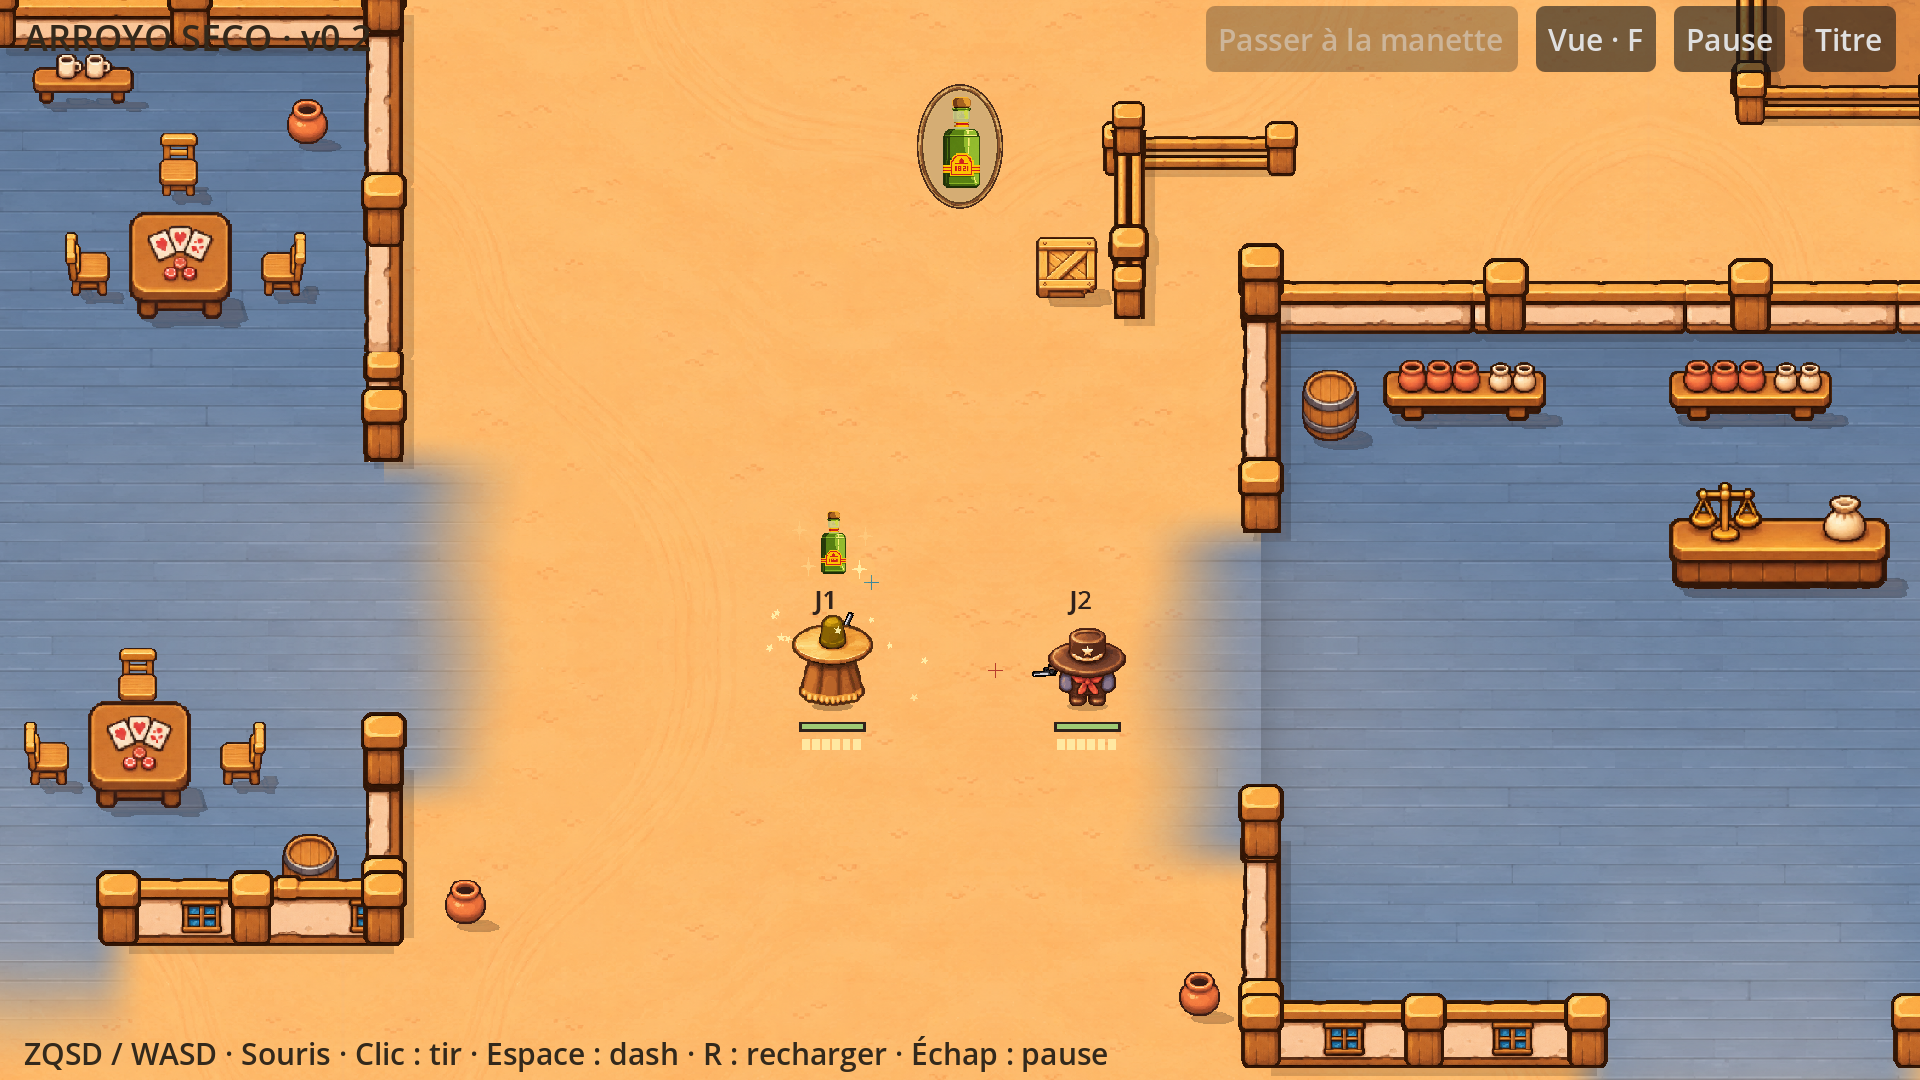 ARROYO SECO · v0.2
Passer à la manette
Vue · F
Pause
Titre
J1
J2
ZQSD / WASD · Souris · Clic : tir · Espace : dash · R : recharger · Échap : pause